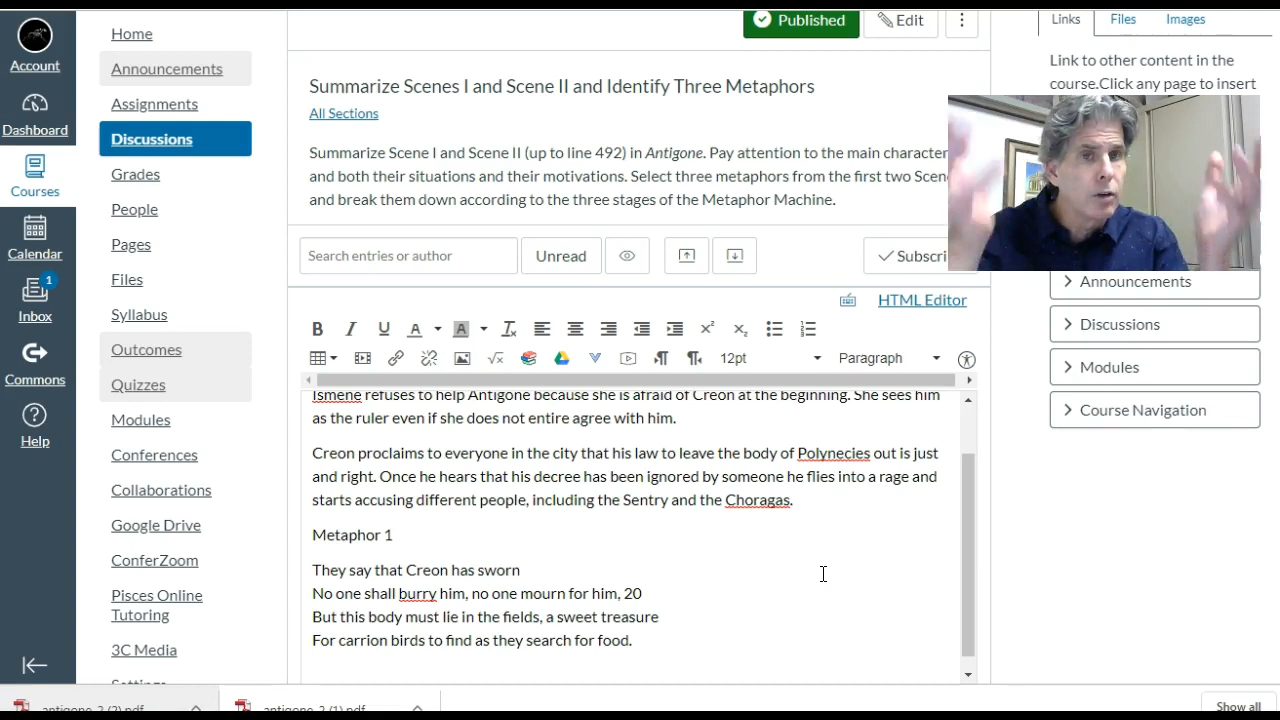 Published
Edit
Links
Files
Images
Account
Home
Announcements
Link to other content in the
course.Click any page to insert
Summarize Scenes I and Scene II and Identify Three Metaphors
All Sections
Assignments
Dashboard
Discussions
Summarize Scene I and Scene II (up to line 492) in Antigone. Pay attention to the main character
and both their situations and their motivations. Select three metaphors from the first two Scen
and break them down according to the three stages of the Metaphor Machine.
Courses
Grades
People
Pages
Calendar
Files
1
Inbox
Syllabus
Outcomes
Commons
Quizzes
Help
Modules
Conferences
Collaborations
Google Drive
ConferZoom
Pisces Online
Tutoring
3C Media
Search entries or author
Unread
Subscri
Announcements
Discussions
Modules
Course Navigation
HTML Editor
B I U A A
12pt
Paragraph
Ismene refuses to help Antigone because she is afraid of Creon at the beginning. She sees him
as the ruler even if she does not entire agree with him.
Creon proclaims to everyone in the city that his law to leave the body of Polynecies out is just
and right. Once he hears that his decree has been ignored by someone he flies into a rage and
starts accusing different people, including the Sentry and the Choragas.
Metaphor 1
They say that Creon has sworn
No one shall burry him, no one mourn for him, 20
But this body must lie in the fields, a sweet treasure
For carrion birds to find as they search for food.
antigone_2 (2).pdf
antigone_2 (1).pdf
Show all